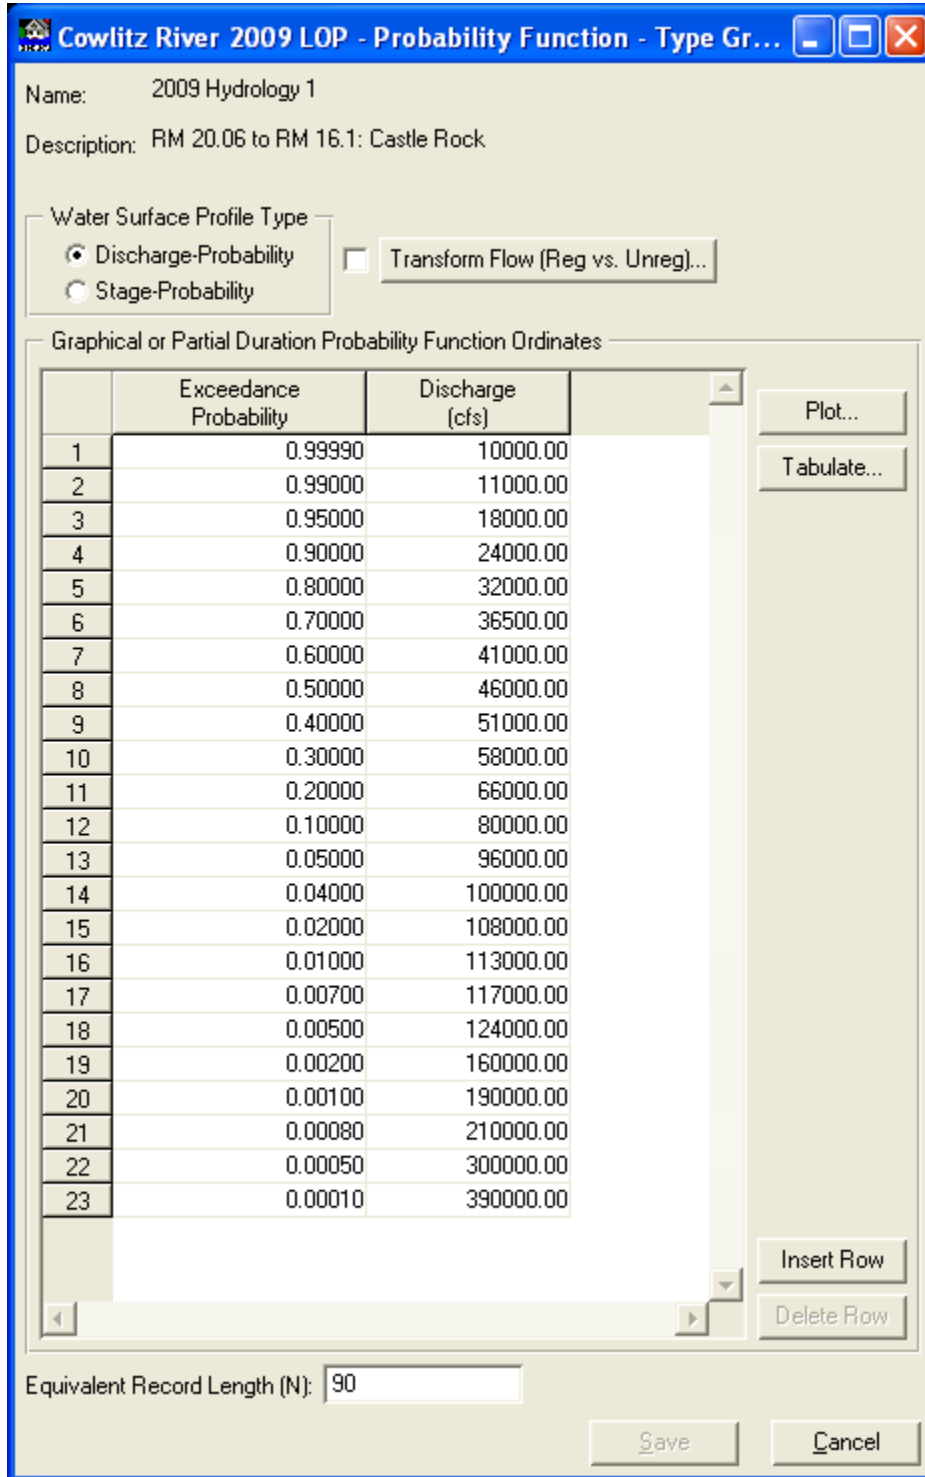 Cowlitz River 2009 LOP - Probability Function - Type Gr...
Name: 2009 Hydrology 1
Description: RM 20.06 to RM 16.1: Castle Rock
Water Surface Profile Type
Discharge-Probability
Transform Flow (Reg vs. Unreg)...
Stage-Probability
Graphical or Partial Duration Probability Function Ordinates
Exceedance Probability Discharge (cfs)
Plot...
1 0.99990 10000.00
Tabulate...
2 0.99000 11000.00
3 0.95000 18000.00
4 0.90000 24000.00
5 0.80000 32000.00
6 0.70000 36500.00
7 0.60000 41000.00
8 0.50000 46000.00
9 0.40000 51000.00
10 0.30000 58000.00
11 0.20000 66000.00
12 0.10000 80000.00
13 0.05000 96000.00
14 0.04000 100000.00
15 0.02000 108000.00
16 0.01000 113000.00
17 0.00700 117000.00
18 0.00500 124000.00
19 0.00200 160000.00
20 0.00100 190000.00
21 0.00080 210000.00
22 0.00050 300000.00
23 0.00010 390000.00
Insert Row
Delete Row
Equivalent Record Length (N): 90
Save Cancel